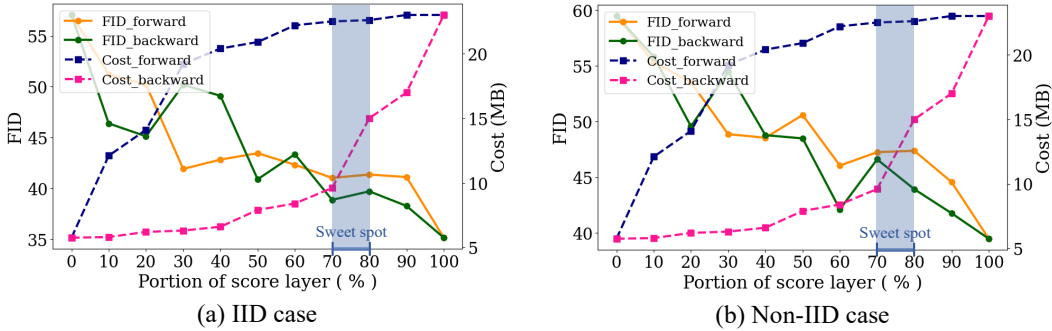 FID_forward
FID_backward
Cost_forward
Cost_backward
55
50
45
40
35
FID
20
15
10
5
Cost (MB)
Sweet spot
0 10 20 30 40 50 60 70 80 90 100
Portion of score layer ( % )
(a) IID case
FID_forward
FID_backward
Cost_forward
Cost_backward
60
55
50
45
40
FID
20
15
10
5
Cost (MB)
Sweet spot
0 10 20 30 40 50 60 70 80 90 100
Portion of score layer ( % )
(b) Non-IID case